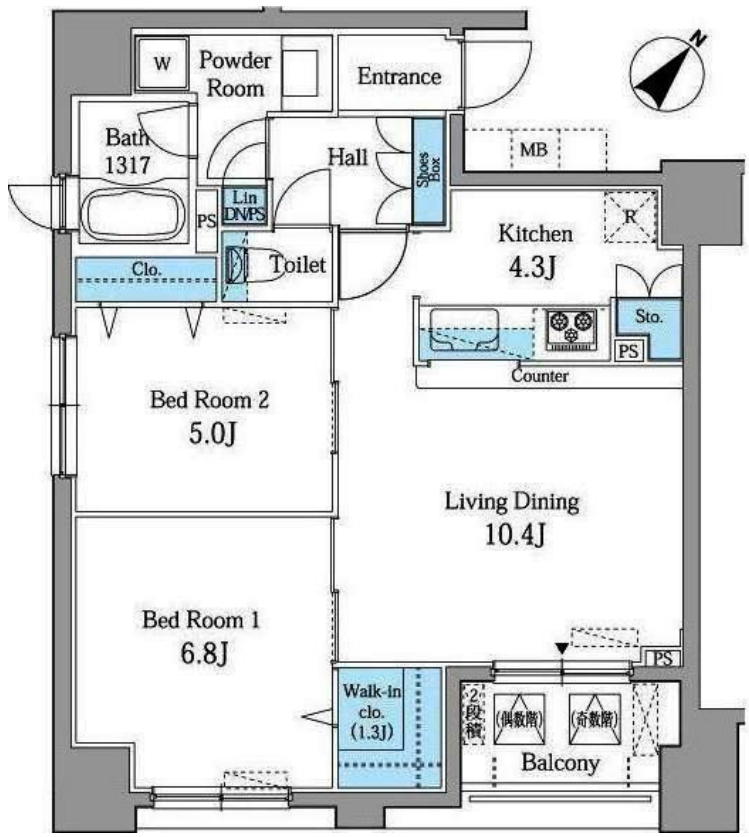 N
W
Powder
Room
Entrance
Bath
1317
Hall
Shoes
Box
MB
Lin
DN/PS
PS
Kitchen
4.3J
R
Toilet
Clo.
Sto.
PS
Counter
Bed Room 2
5.0J
Living Dining
10.4J
Bed Room 1
6.8J
PS
Walk-in
clo.
(1.3J)
2段積
(偶数階)
(奇数階)
Balcony